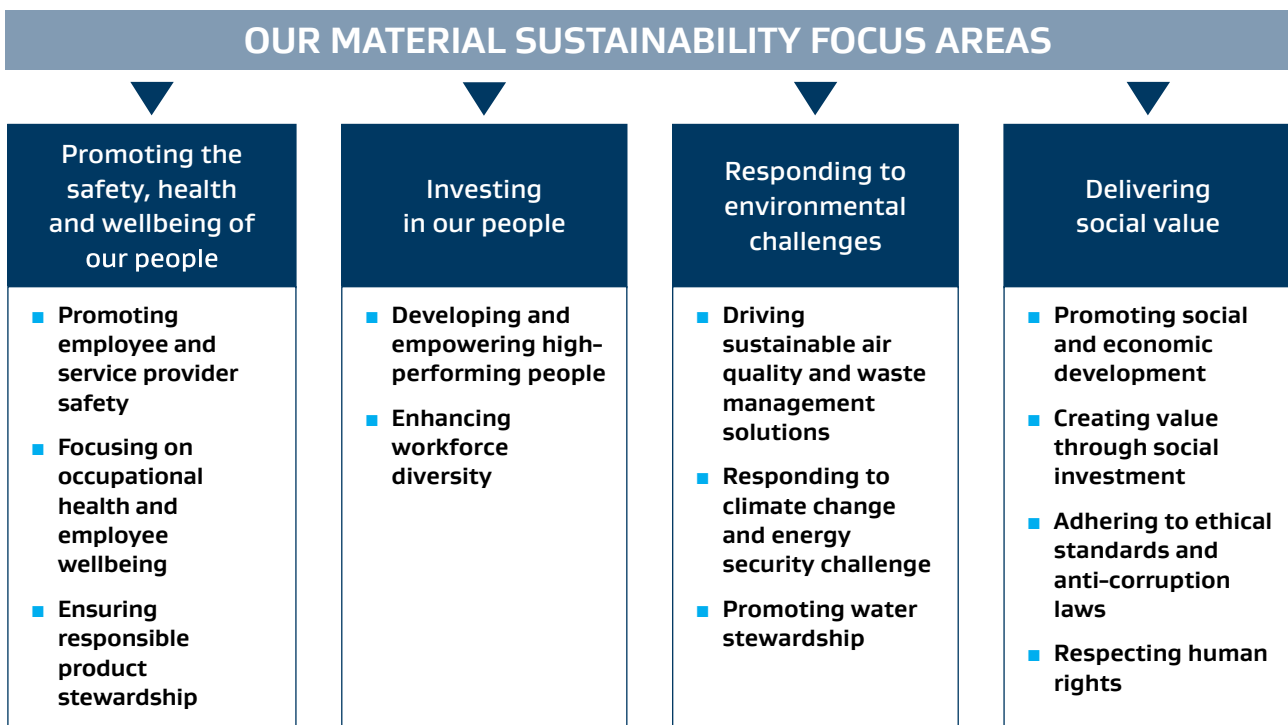 OUR MATERIAL SUSTAINABILITY FOCUS AREAS
Promoting the
safety, health
and wellbeing of
our people
■ Promoting
employee and
service provider
safety
■ Focusing on
occupational
health and
employee
wellbeing
■ Ensuring
responsible
product
stewardship
Investing
in our people
■ Developing and
empowering high-
performing people
■ Enhancing
workforce
diversity
Responding to
environmental
challenges
■ Driving
sustainable air
quality and waste
management
solutions
■ Responding to
climate change
and energy
security challenge
■ Promoting water
stewardship
Delivering
social value
■ Promoting social
and economic
development
■ Creating value
through social
investment
■ Adhering to ethical
standards and
anti-corruption
laws
■ Respecting human
rights